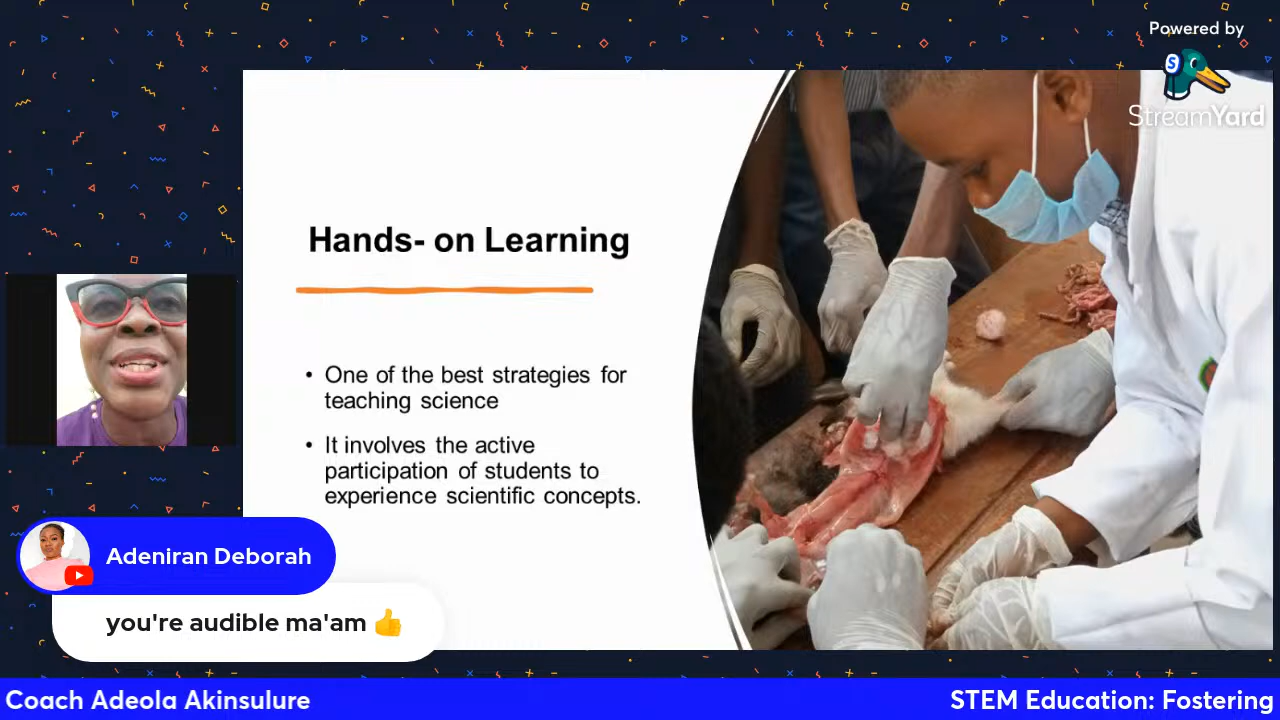 Powered by
S
StreamYard
Hands- on Learning
• One of the best strategies for
teaching science
• It involves the active
participation of students to
experience scientific concepts.
Adeniran Deborah
you're audible ma'am 👍
Coach Adeola Akinsulure
STEM Education: Fostering